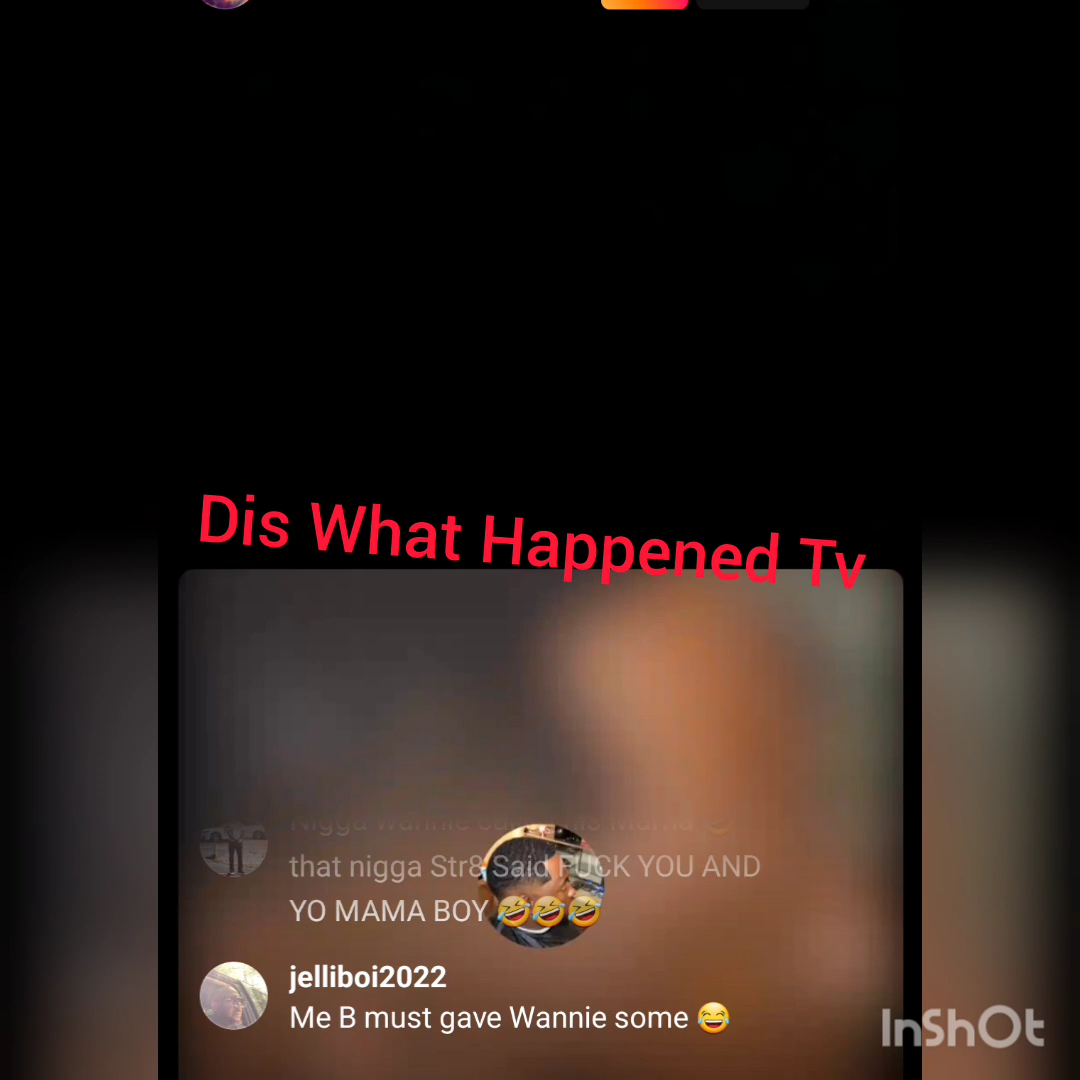 Dis What Happened Tv
that nigga Str8 Said FUCK YOU AND
YO MAMA BOY 🤣🤣🤣
jelliboi2022
Me B must gave Wannie some 😂
InShOt